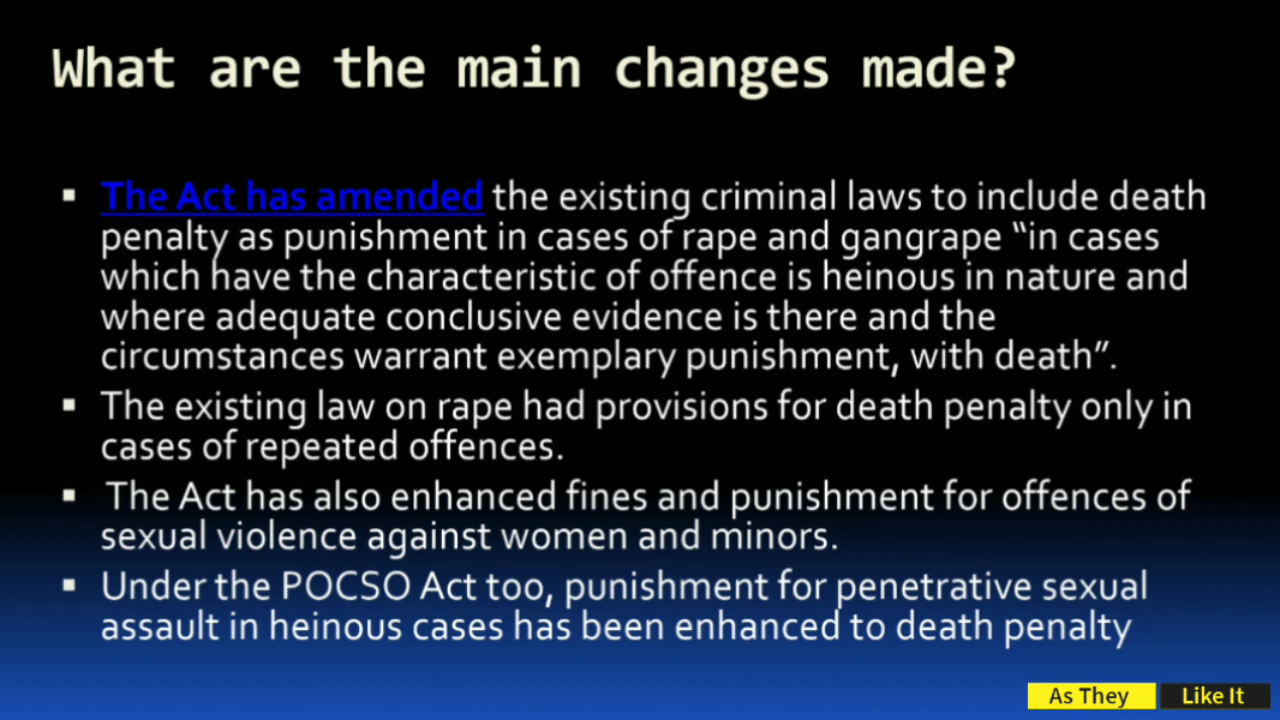 What are the main changes made?
▪ The Act has amended the existing criminal laws to include death
penalty as punishment in cases of rape and gangrape “in cases
which have the characteristic of offence is heinous in nature and
where adequate conclusive evidence is there and the
circumstances warrant exemplary punishment, with death”.
▪ The existing law on rape had provisions for death penalty only in
cases of repeated offences.
▪ The Act has also enhanced fines and punishment for offences of
sexual violence against women and minors.
▪ Under the POCSO Act too, punishment for penetrative sexual
assault in heinous cases has been enhanced to death penalty
As They Like It